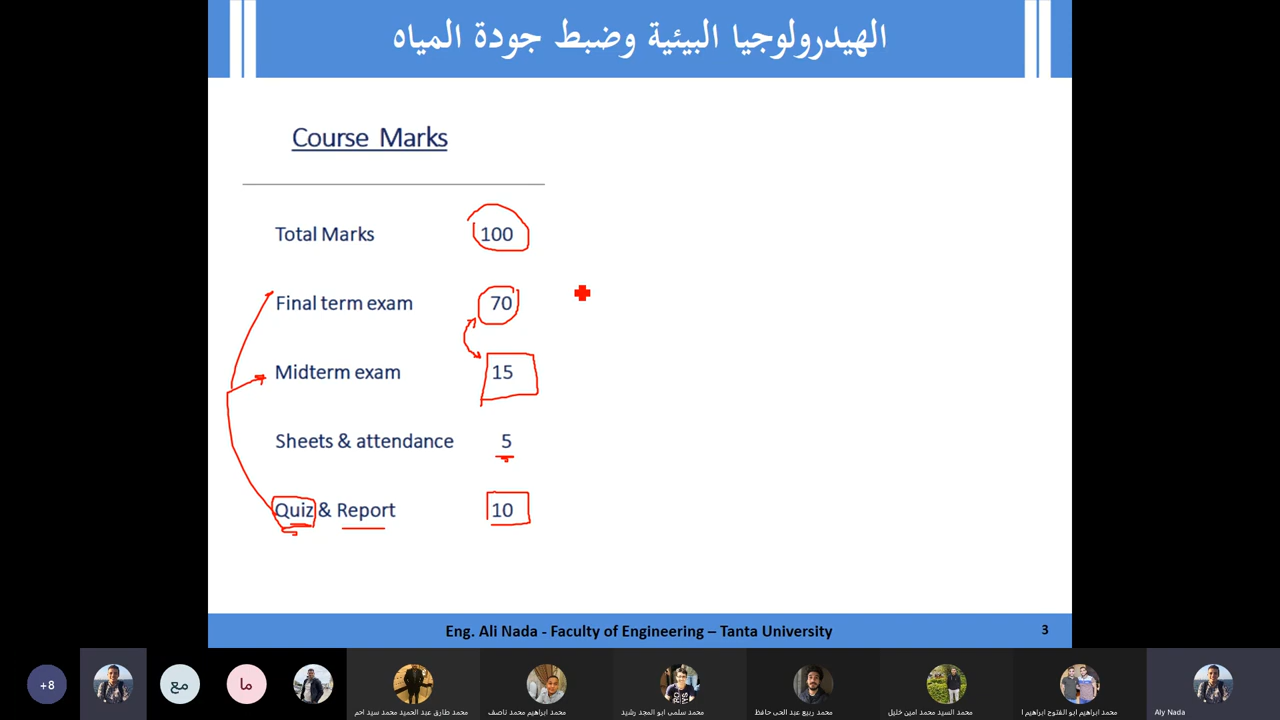 الهيدرولوجيا البيئية وضبط جودة المياه
Course Marks
Total Marks 100
Final term exam 70
Midterm exam 15
Sheets & attendance 5
Quiz & Report 10
Eng. Ali Nada - Faculty of Engineering – Tanta University 3
+8
مع
ما
محمد طارق عبد الحميد محمد سيد احم
محمد ابراهيم محمد ناصف
محمد سلمى ابو المجد رشيد
محمد ربيع عبد الحى حافظ
محمد السيد محمد امين خليل
محمد ابراهيم ابو الفتوح ابراهيم ا
Aly Nada